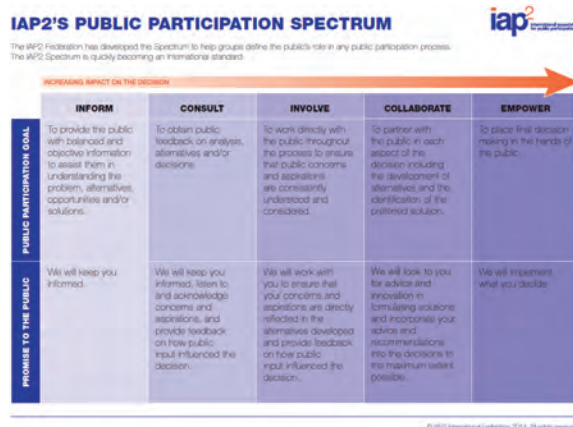 IAP2'S PUBLIC PARTICIPATION SPECTRUM
iap2
The IAP2 Federation has developed the Spectrum to help groups define the public's role in any public participation process.
The IAP2 Spectrum is quickly becoming an international standard.
INCREASING IMPACT ON THE DECISION
INFORM
CONSULT
INVOLVE
COLLABORATE
EMPOWER
PUBLIC PARTICIPATION GOAL
To provide the public
with balanced and
objective information
to assist them in
understanding the
problem, alternatives,
opportunities and/or
solutions.
To obtain public
feedback on analysis,
alternatives and/or
decisions.
To work directly with
the public throughout
the process to ensure
that public concerns
and aspirations
are consistently
understood and
considered.
To partner with
the public in each
aspect of the
decision including
the development of
alternatives and the
identification of the
preferred solution.
To place final decision
making in the hands of
the public.
PROMISE TO THE PUBLIC
We will keep you
informed.
We will keep you
informed, listen to
and acknowledge
concerns and
aspirations, and
provide feedback
on how public
input influenced the
decision.
We will work with
you to ensure that
your concerns and
aspirations are directly
reflected in the
alternatives developed
and provide feedback
on how public
input influenced the
decision.
We will look to you
for advice and
innovation in
formulating solutions
and incorporate your
advice and
recommendations
into the decisions to
the maximum extent
possible.
We will implement
what you decide.